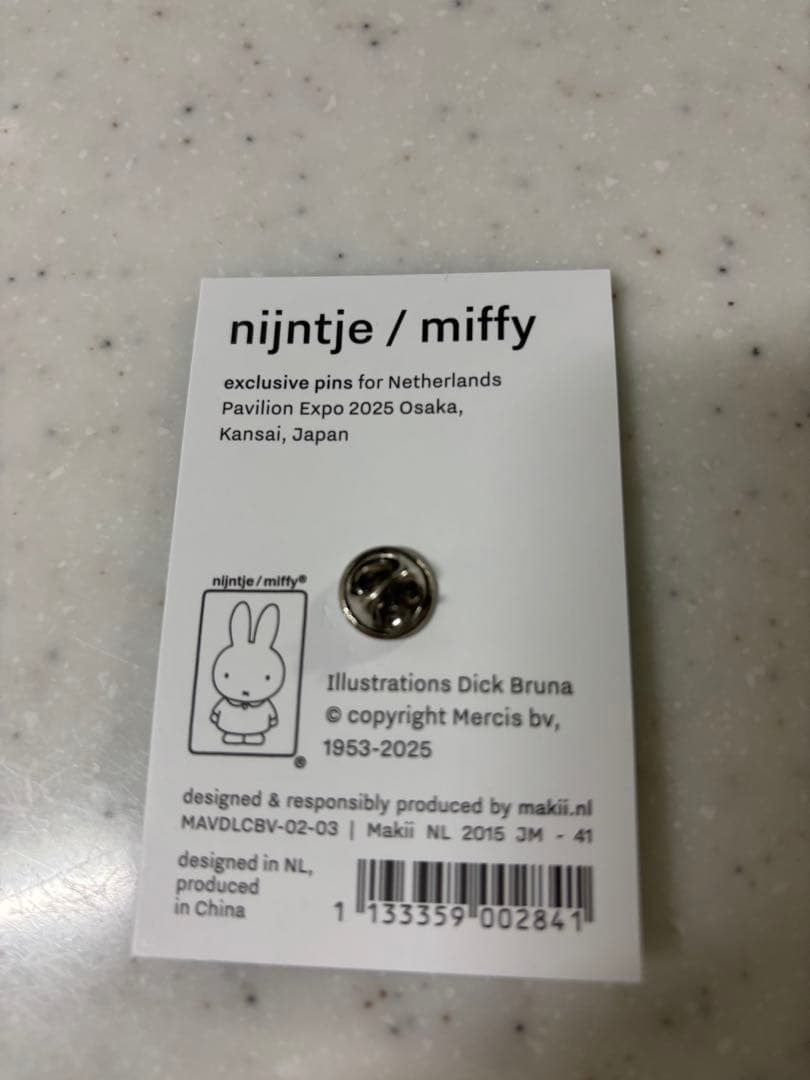 nijntje / miffy
exclusive pins for Netherlands
Pavilion Expo 2025 Osaka,
Kansai, Japan
nijntje / miffy®
®
Illustrations Dick Bruna
© copyright Mercis bv,
1953-2025
designed & responsibly produced by makii.nl
MAVDLCBV-02-03 | Makii NL 2015 JM - 41
designed in NL,
produced
in China
1 133359 002841